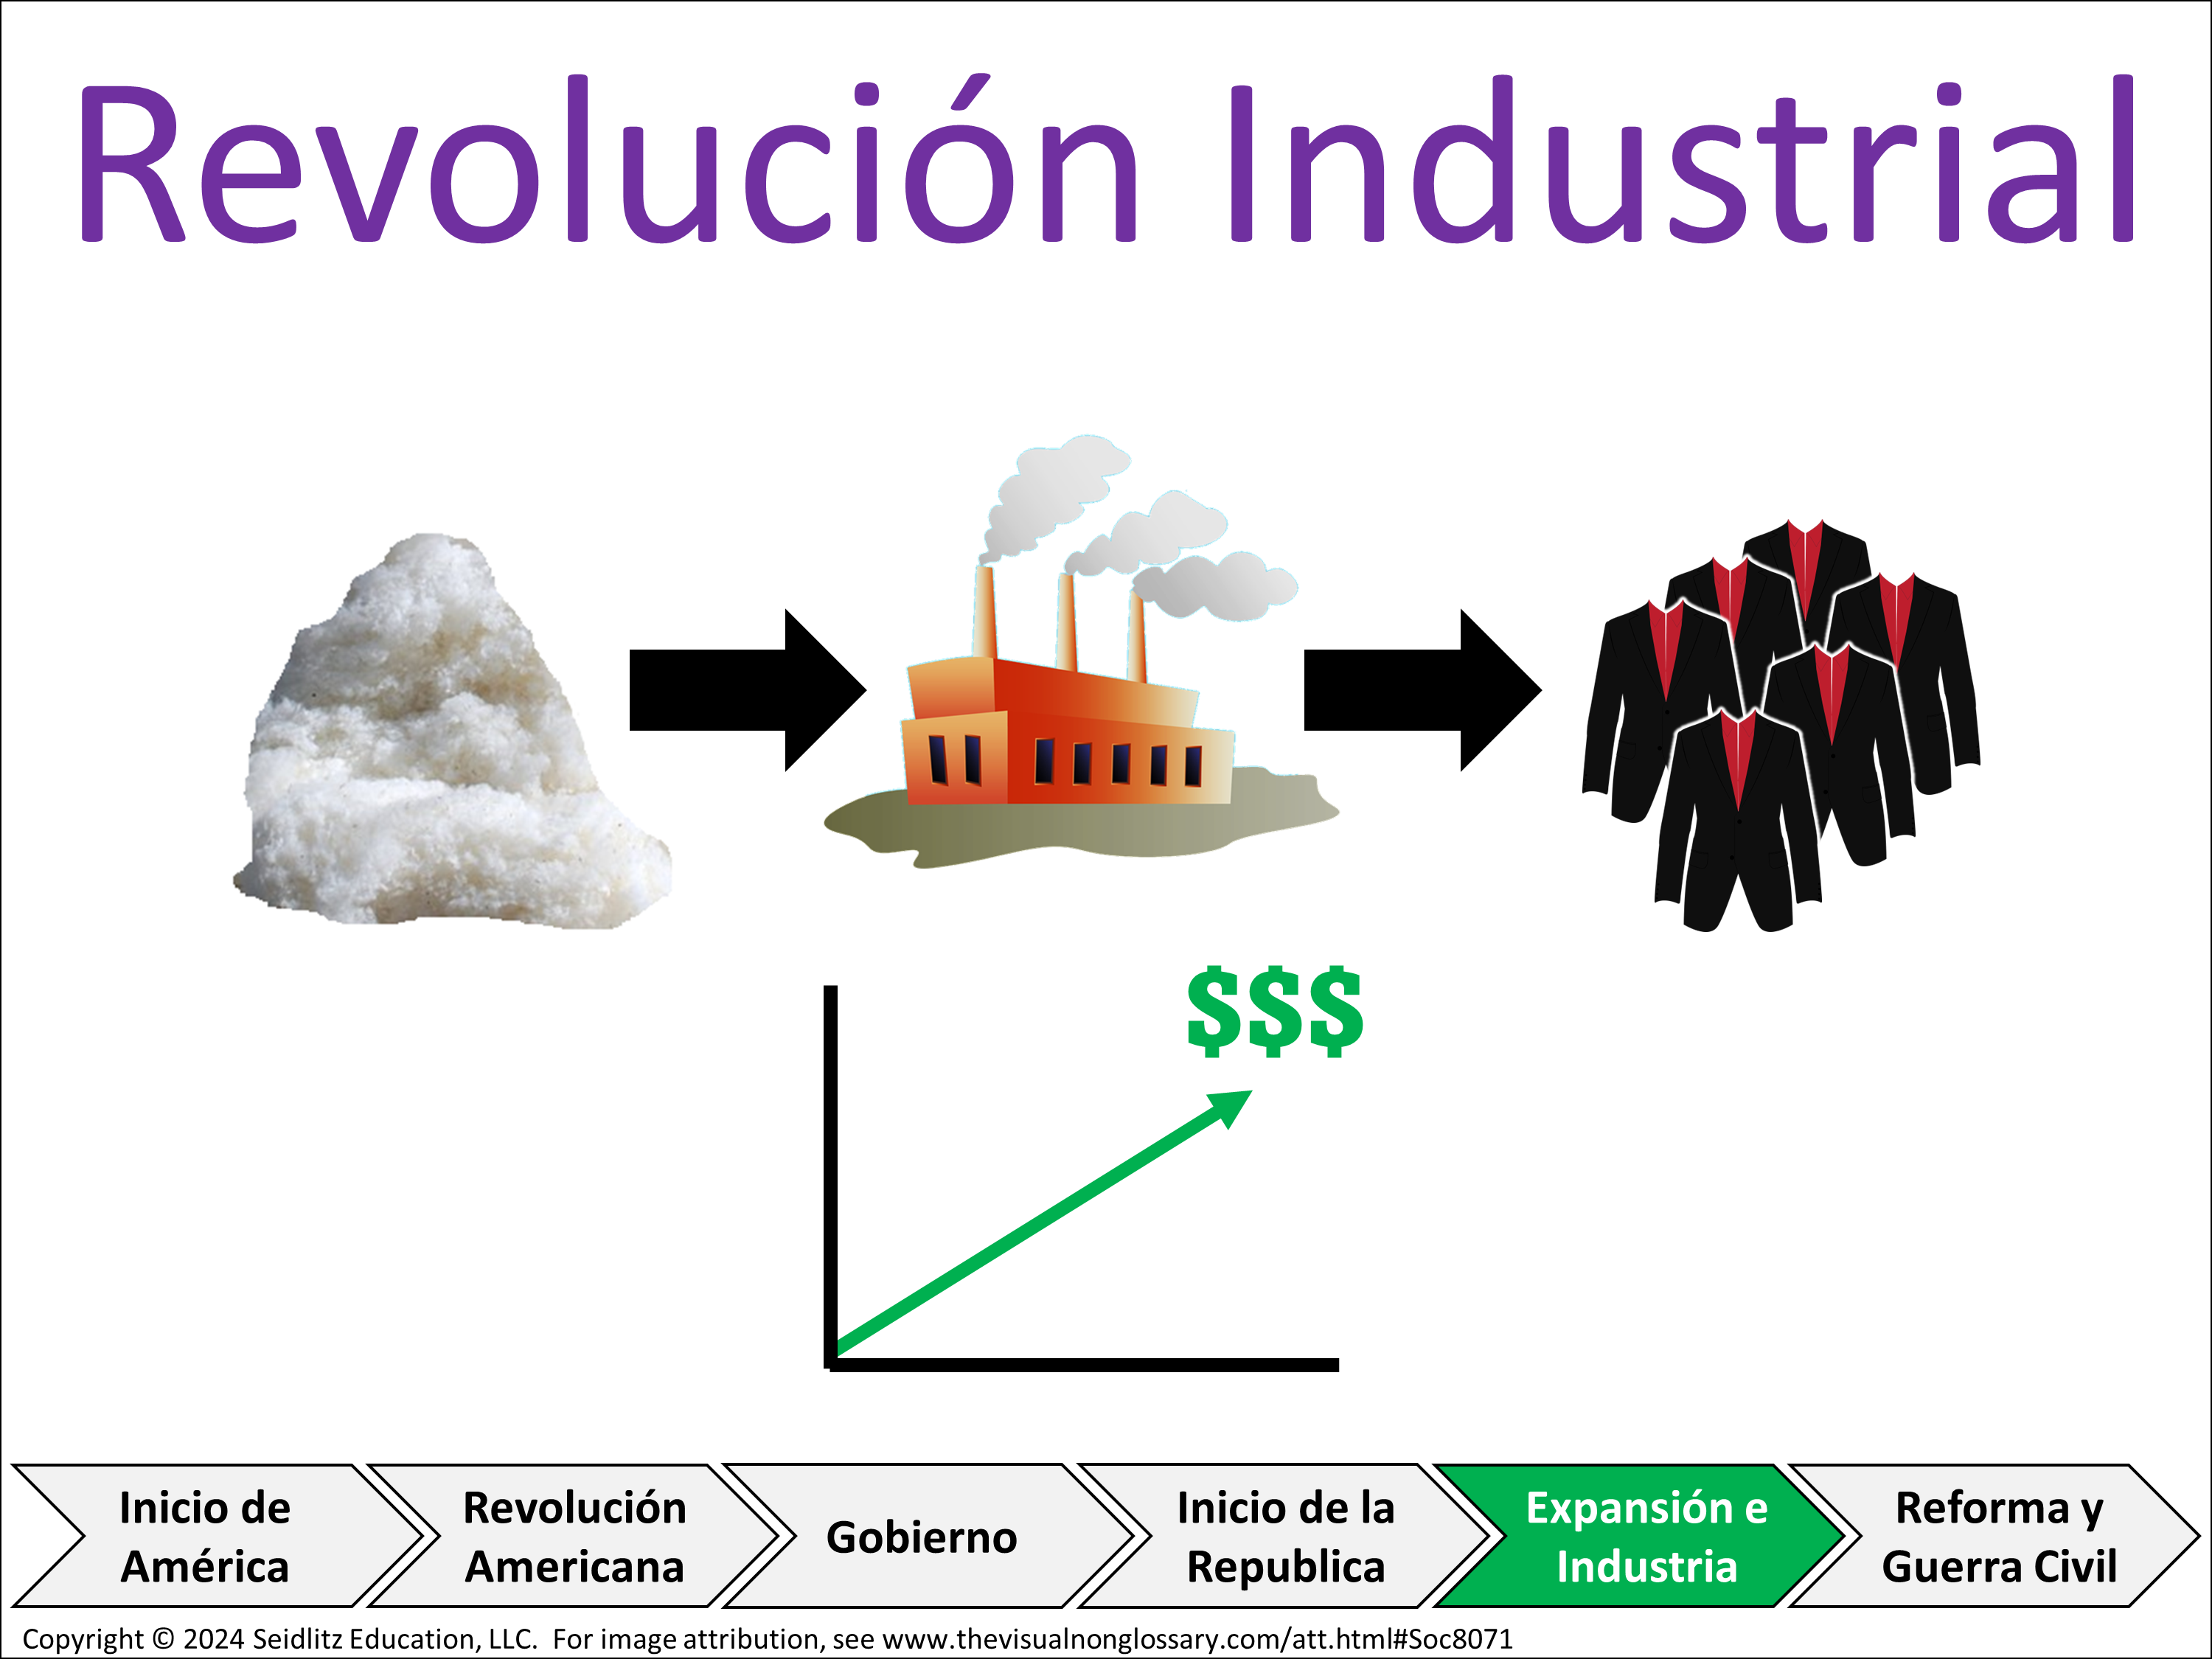 Revolución Industrial
$$$
Inicio de
América
Revolución
Americana
Gobierno
Inicio de la
Republica
Expansión e
Industria
Reforma y
Guerra Civil
Copyright © 2024 Seidlitz Education, LLC.  For image attribution, see www.thevisualnonglossary.com/att.html#Soc8071